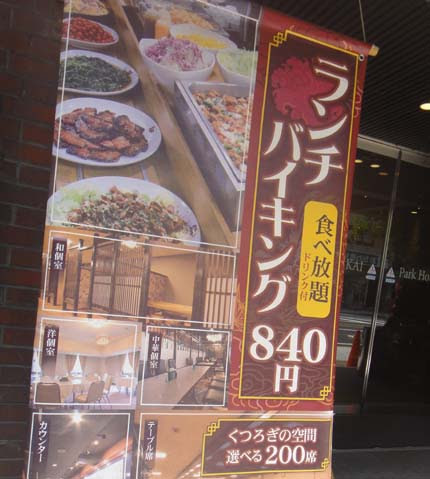 ランチ
バイキング
食べ放題
ドリンク付
840
円
和個室
洋個室
中華個室
カウンター
テーブル席
くつろぎの空間
選べる200席
KAI
Park Ho